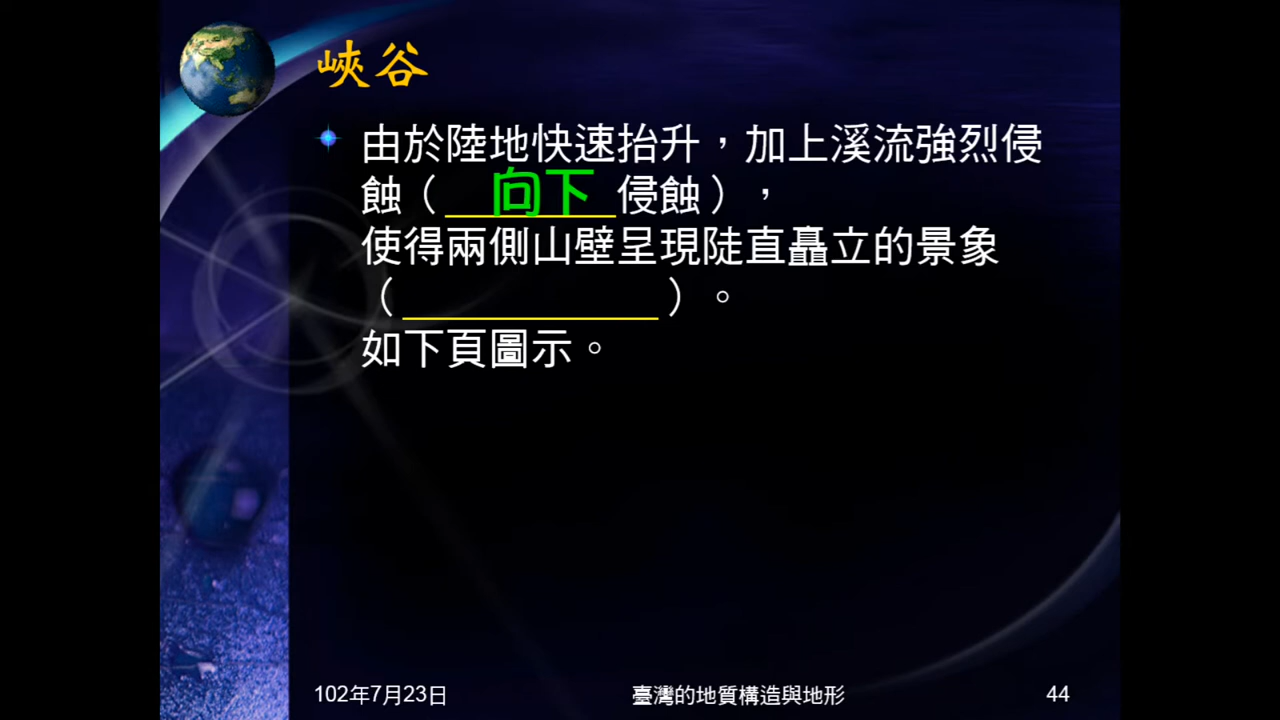 峽谷
由於陸地快速抬升，加上溪流強烈侵
蝕（向下侵蝕），
使得兩側山壁呈現陡直矗立的景象
（____________）。
如下頁圖示。
102年7月23日
臺灣的地質構造與地形
44